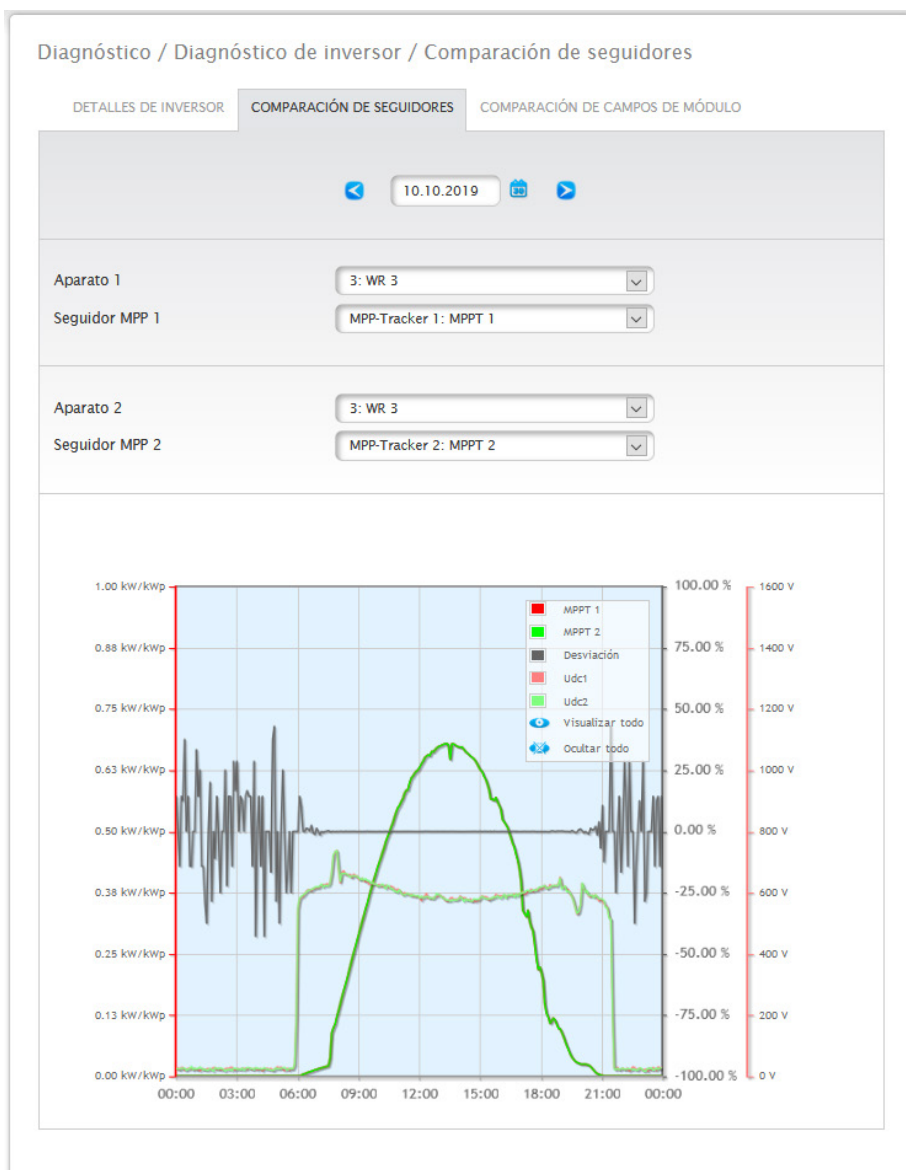 Diagnóstico / Diagnóstico de inversor / Comparación de seguidores
DETALLES DE INVERSOR COMPARACIÓN DE SEGUIDORES COMPARACIÓN DE CAMPOS DE MÓDULO
10.10.2019
Aparato 1 3: WR 3
Seguidor MPP 1 MPP-Tracker 1: MPPT 1
Aparato 2 3: WR 3
Seguidor MPP 2 MPP-Tracker 2: MPPT 2
1.00 kW/kWp 100.00 % 1600 V
MPPT 1
MPPT 2
0.88 kW/kWp 75.00 % 1400 V
Desviación
Udc1
Udc2
0.75 kW/kWp 50.00 % 1200 V
Visualizar todo
Ocultar todo
0.63 kW/kWp 25.00 % 1000 V
0.50 kW/kWp 0.00 % 800 V
0.38 kW/kWp -25.00 % 600 V
0.25 kW/kWp -50.00 % 400 V
0.13 kW/kWp -75.00 % 200 V
0.00 kW/kWp -100.00 % 0 V
00:00 03:00 06:00 09:00 12:00 15:00 18:00 21:00 00:00